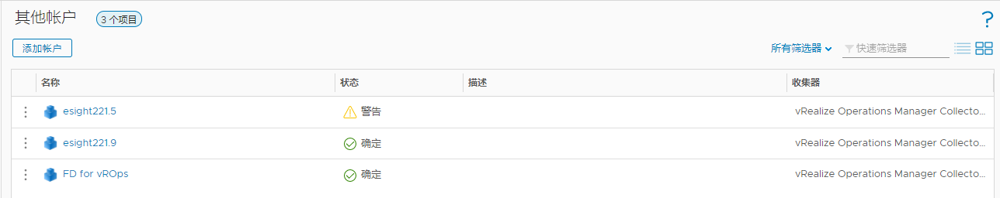 其他帐户 3 个项目
?
添加帐户 所有筛选器 快速筛选器
名称 状态 描述 收集器
esight221.5 警告 vRealize Operations Manager Collecto...
esight221.9 确定 vRealize Operations Manager Collecto...
FD for vROps 确定 vRealize Operations Manager Collecto...